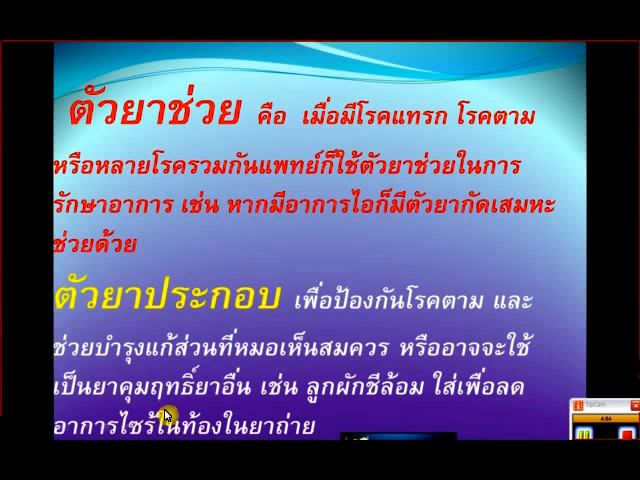 ตัวยาช่วย คือ เมื่อมีโรคแทรก โรคตาม
หรือหลายโรครวมกันแพทย์ก็ใช้ตัวยาช่วยในการ
รักษาอาการ เช่น หากมีอาการไอก็มีตัวยากัดเสมหะ
ช่วยด้วย
ตัวยาประกอบ เพื่อป้องกันโรคตาม และ
ช่วยบำรุงแก้ส่วนที่หมอเห็นสมควร หรืออาจจะใช้
เป็นยาคุมฤทธิ์ยาอื่น เช่น ลูกผักชีล้อม ใส่เพื่อลด
อาการไซร้ในท้องในยาถ่าย
TipCam
4:54